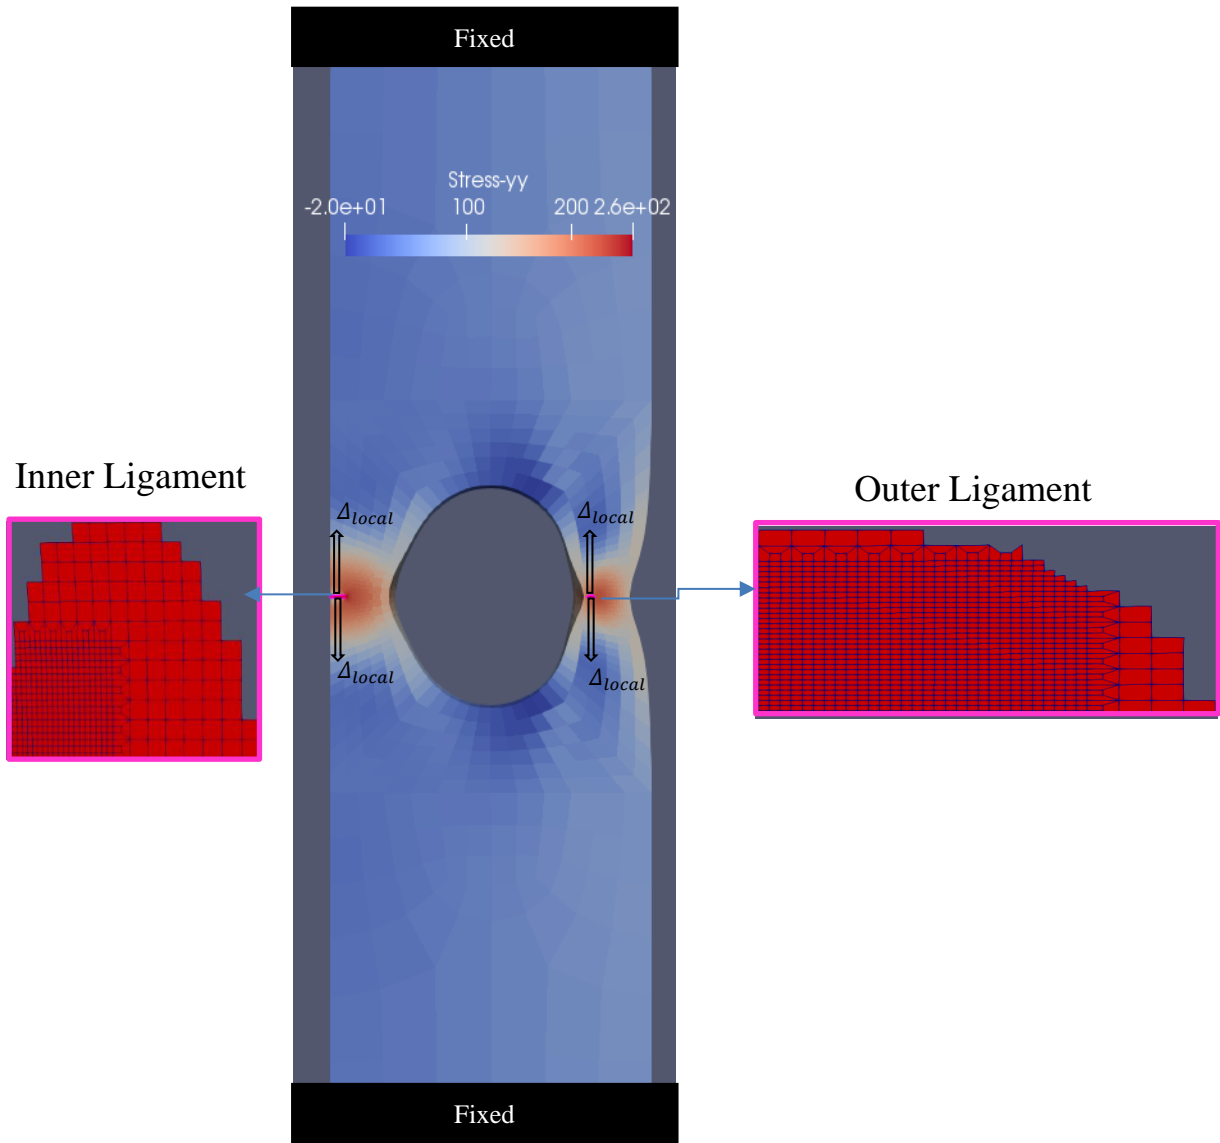 Fixed
Stress-yy
-2.0e+01 100 200 2.6e+02
Inner Ligament
Outer Ligament
Δlocal
Δlocal
Δlocal
Δlocal
Fixed